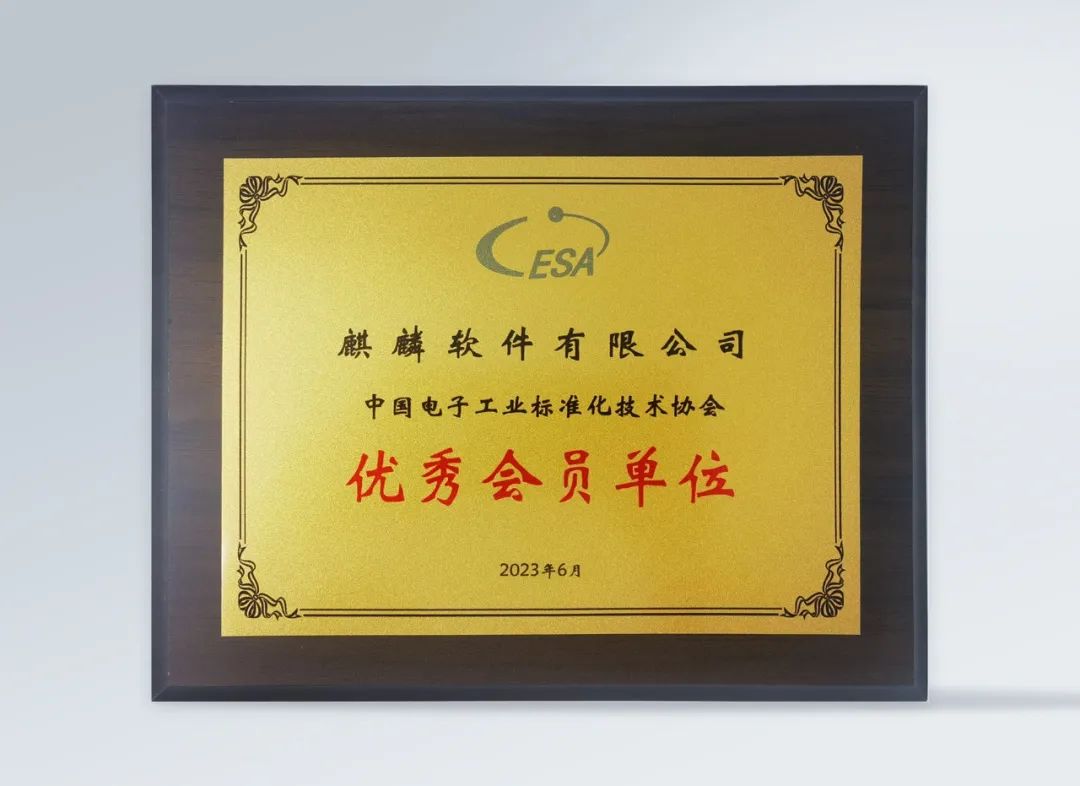 CESA
麒麟软件有限公司
中国电子工业标准化技术协会
优秀会员单位
2023年6月